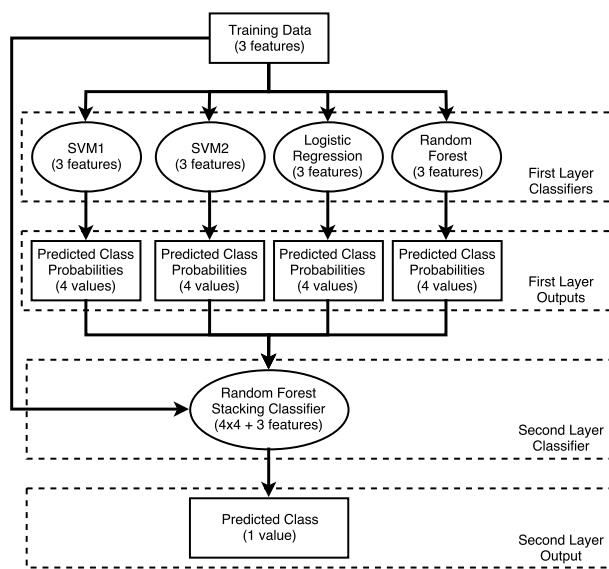 Training Data
(3 features)
SVM1
(3 features)
SVM2
(3 features)
Logistic
Regression
(3 features)
Random
Forest
(3 features)
First Layer
Classifiers
Predicted Class
Probabilities
(4 values)
Predicted Class
Probabilities
(4 values)
Predicted Class
Probabilities
(4 values)
Predicted Class
Probabilities
(4 values)
First Layer
Outputs
Random Forest
Stacking Classifier
(4x4 + 3 features)
Second Layer
Classifier
Predicted Class
(1 value)
Second Layer
Output